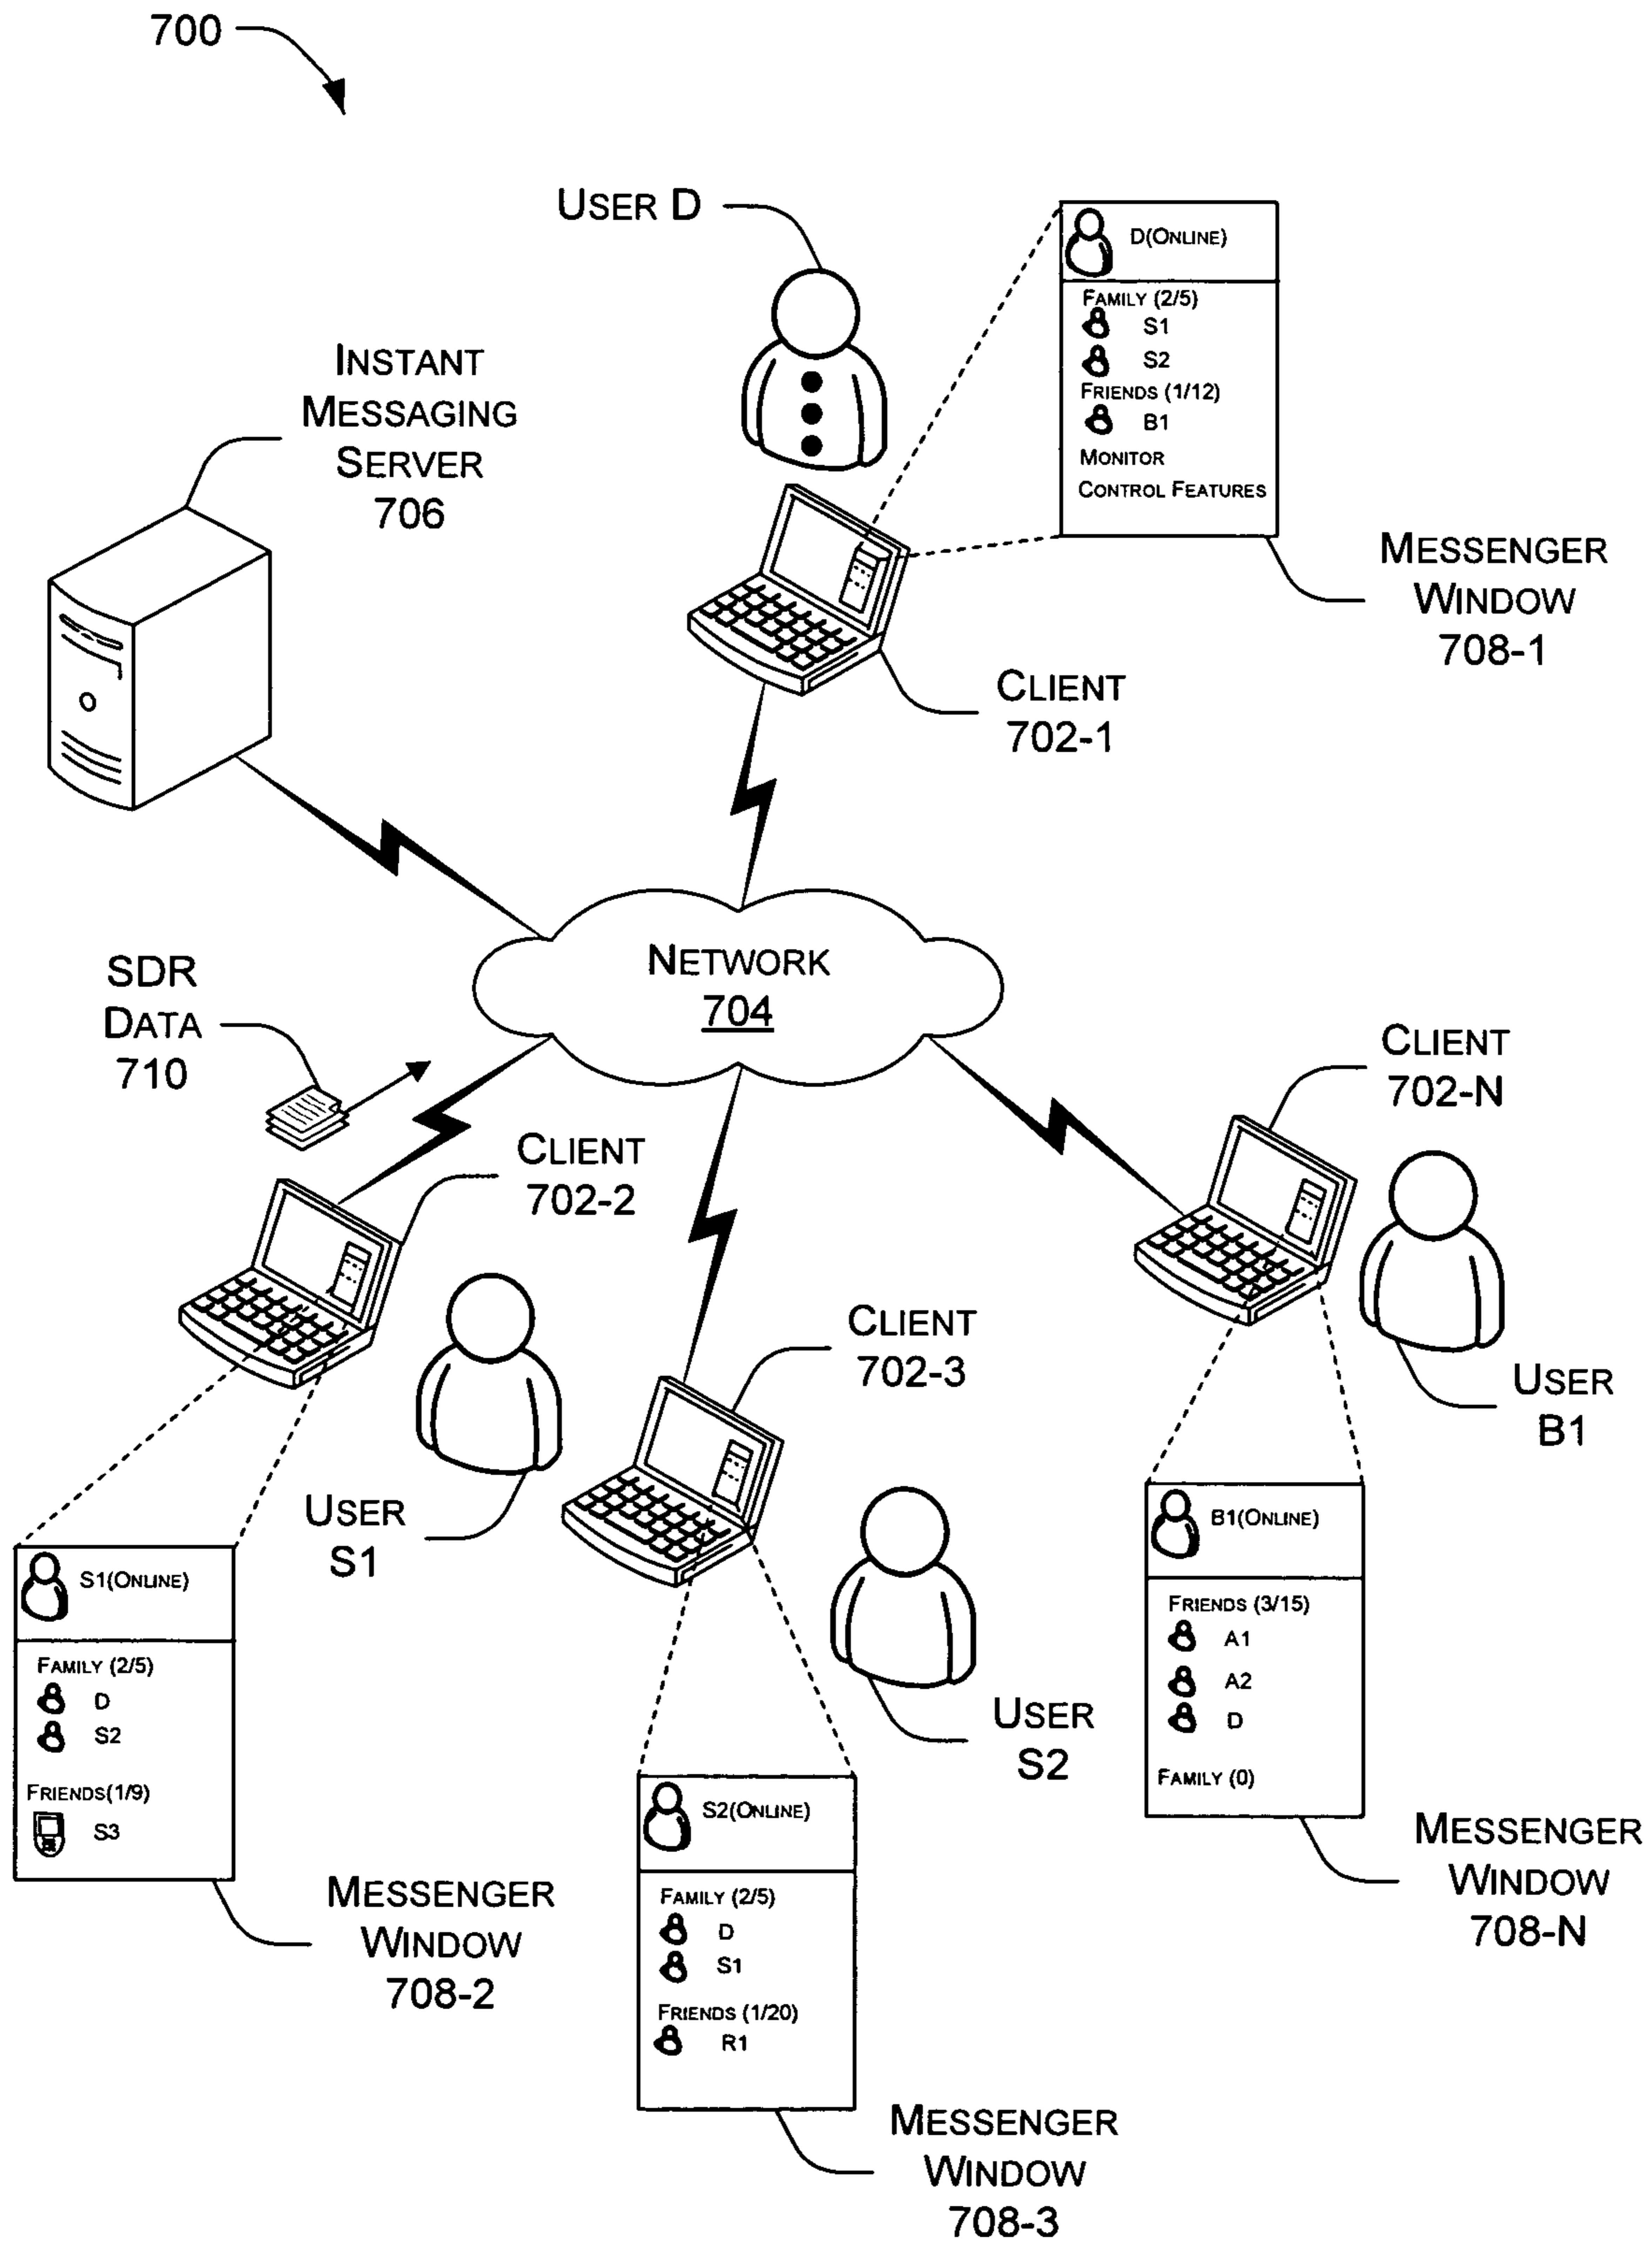 700
USER D
D(ONLINE)
FAMILY (2/5)
S1
S2
FRIENDS (1/12)
B1
MONITOR
CONTROL FEATURES
MESSENGER
WINDOW
708-1
INSTANT
MESSAGING
SERVER
706
CLIENT
702-1
NETWORK
704
SDR
DATA
710
CLIENT
702-2
CLIENT
702-N
CLIENT
702-3
USER
B1
USER
S1
USER
S2
S1(ONLINE)
FAMILY (2/5)
D
S2
FRIENDS(1/9)
S3
MESSENGER
WINDOW
708-2
S2(ONLINE)
FAMILY (2/5)
D
S1
FRIENDS (1/20)
R1
MESSENGER
WINDOW
708-3
B1(ONLINE)
FRIENDS (3/15)
A1
A2
D
FAMILY (0)
MESSENGER
WINDOW
708-N